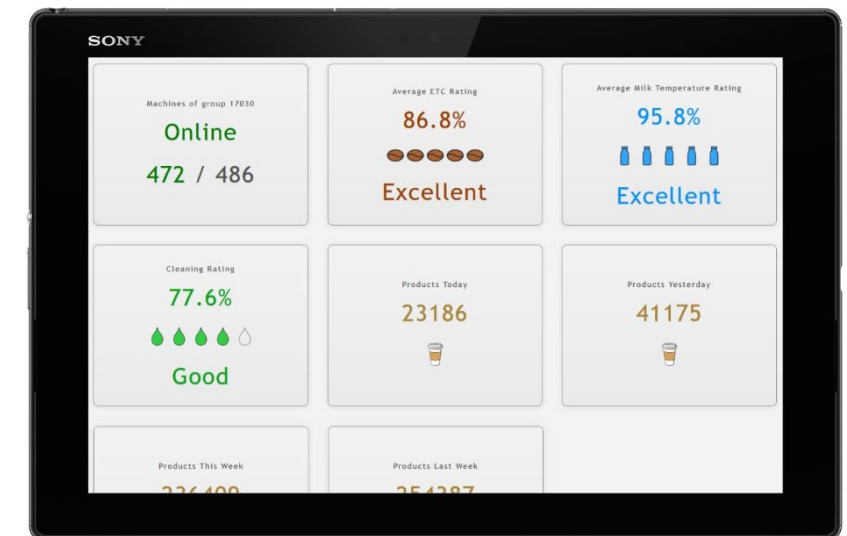 SONY
Machines of group 17030
Online
472 / 486
Average ETC Rating
86.8%
Excellent
Average Milk Temperature Rating
95.8%
Excellent
Cleaning Rating
77.6%
Good
Products Today
23186
Products Yesterday
41175
Products This Week
Products Last Week